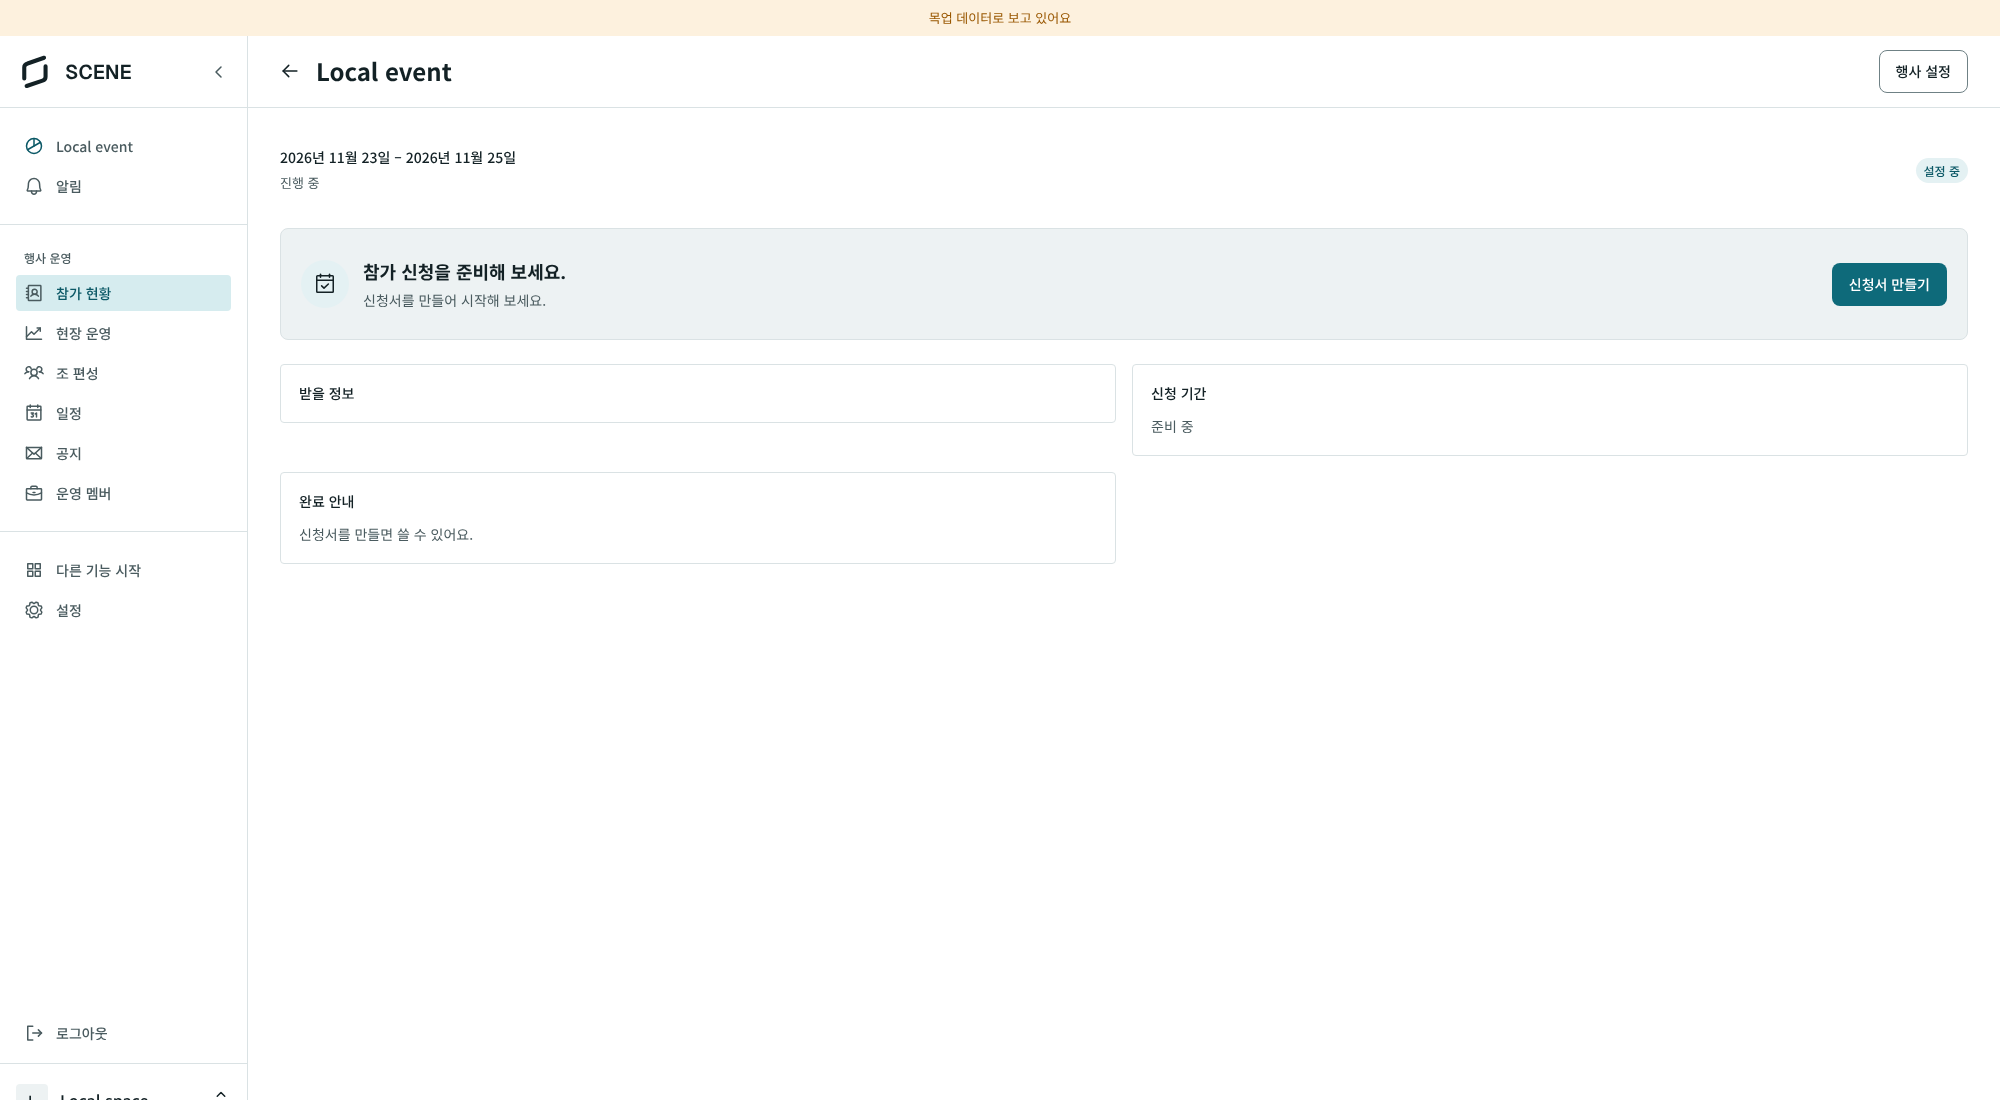 목업 데이터로 보고 있어요
SCENE
Local event
행사 설정
Local event
알림
행사 운영
참가 현황
현장 운영
조 편성
일정
공지
운영 멤버
다른 기능 시작
설정
로그아웃
Local space
2026년 11월 23일 – 2026년 11월 25일
진행 중
설정 중
참가 신청을 준비해 보세요.
신청서를 만들어 시작해 보세요.
신청서 만들기
받을 정보
신청 기간
준비 중
완료 안내
신청서를 만들면 쓸 수 있어요.